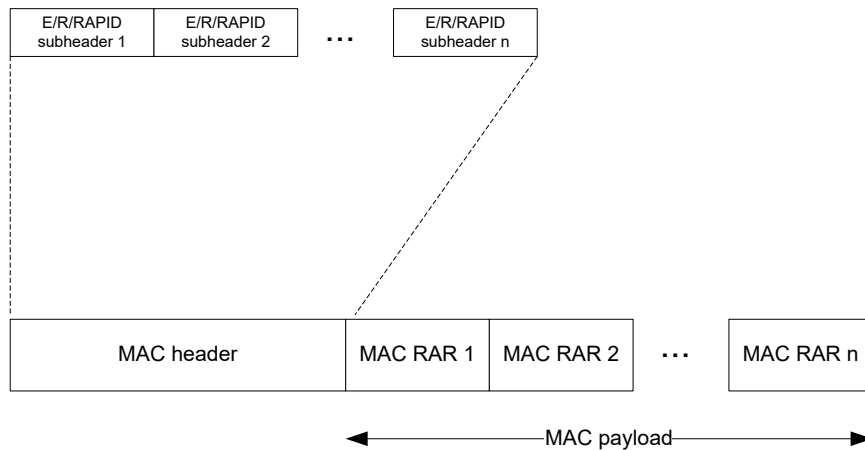 E/R/RAPID
subheader 1
E/R/RAPID
subheader 2
...
E/R/RAPID
subheader n
MAC header
MAC RAR 1
MAC RAR 2
...
MAC RAR n
MAC payload